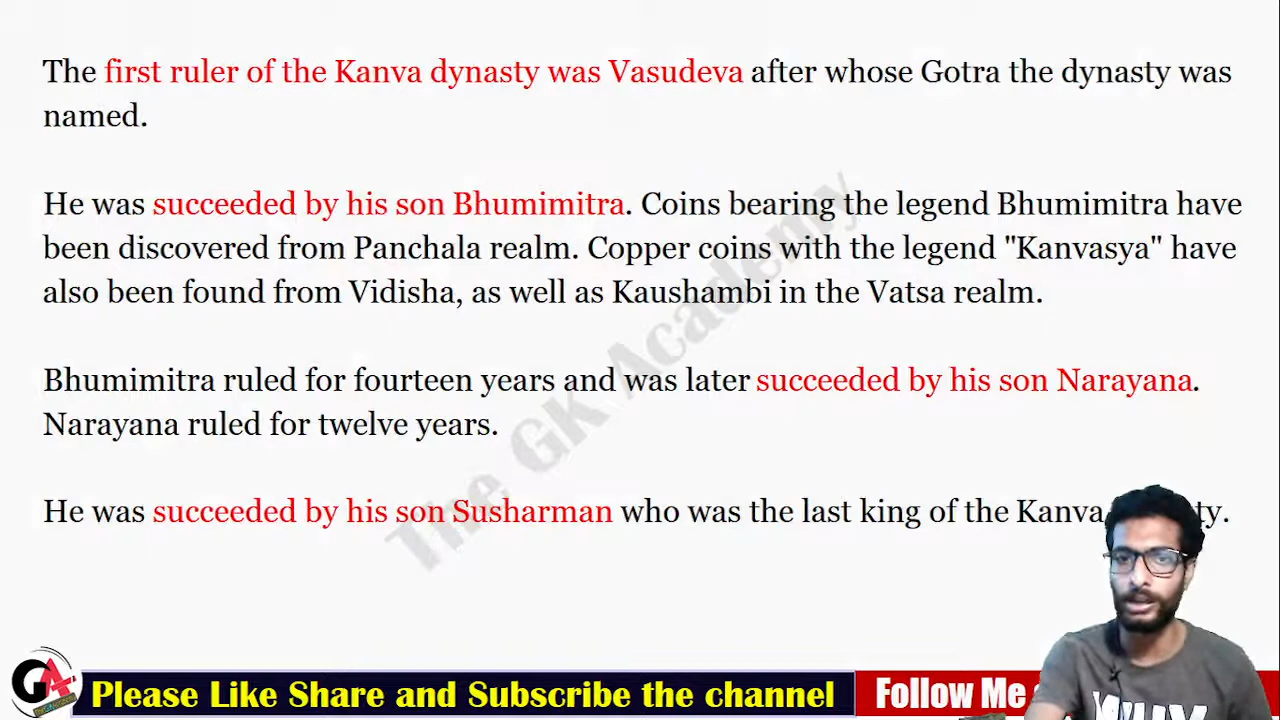 The first ruler of the Kanva dynasty was Vasudeva after whose Gotra the dynasty was
named.
He was succeeded by his son Bhumimitra. Coins bearing the legend Bhumimitra have
been discovered from Panchala realm. Copper coins with the legend "Kanvasya" have
also been found from Vidisha, as well as Kaushambi in the Vatsa realm.
Bhumimitra ruled for fourteen years and was later succeeded by his son Narayana.
Narayana ruled for twelve years.
He was succeeded by his son Susharman who was the last king of the Kanva
The GK Academy
GA
Please Like Share and Subscribe the channel
Follow Me